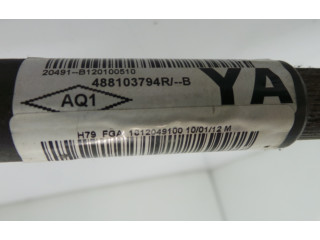 20491--B120100510
488103794R/--B
YA
AQ1
H79 FGA 1012049100 10/01/12 M